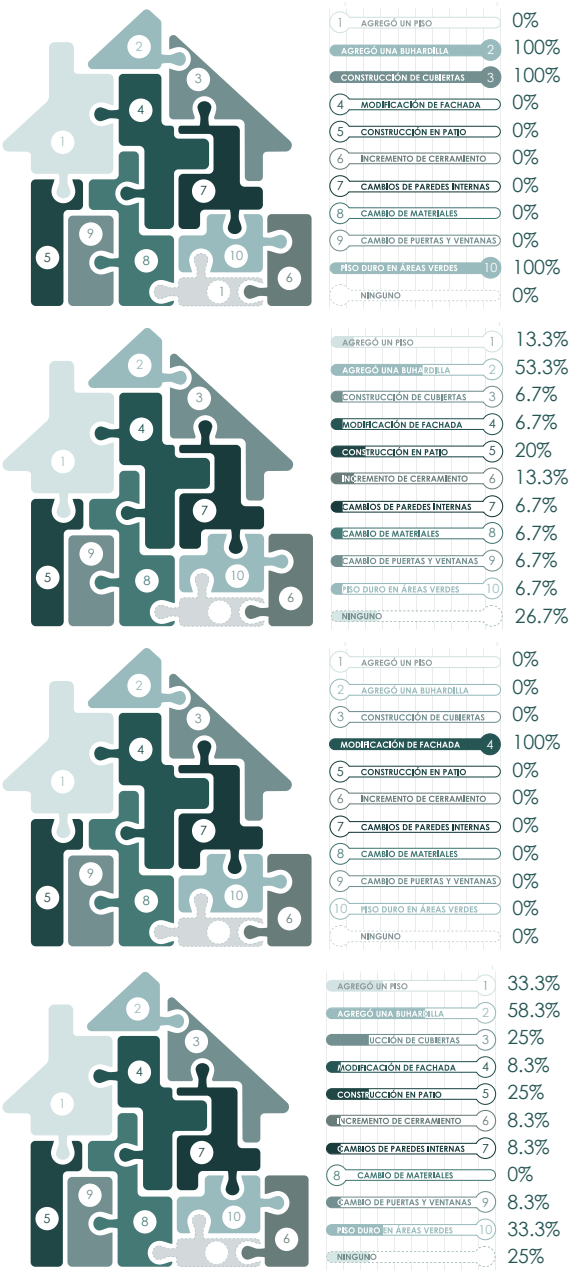 2
3
4
1
7
9
5
8
10
6
1
1 AGREGÓ UN PISO 0%
AGREGÓ UNA BUHARDILLA 2 100%
CONSTRUCCIÓN DE CUBIERTAS 3 100%
4 MODIFICACIÓN DE FACHADA 0%
5 CONSTRUCCIÓN EN PATIO 0%
6 INCREMENTO DE CERRAMIENTO 0%
7 CAMBIOS DE PAREDES INTERNAS 0%
8 CAMBIO DE MATERIALES 0%
9 CAMBIO DE PUERTAS Y VENTANAS 0%
PISO DURO EN ÁREAS VERDES 10 100%
NINGUNO 0%
2
3
4
1
7
9
5
8
10
6
AGREGÓ UN PISO 1 13.3%
AGREGÓ UNA BUHARDILLA 2 53.3%
CONSTRUCCIÓN DE CUBIERTAS 3 6.7%
MODIFICACIÓN DE FACHADA 4 6.7%
CONSTRUCCIÓN EN PATIO 5 20%
INCREMENTO DE CERRAMIENTO 6 13.3%
CAMBIOS DE PAREDES INTERNAS 7 6.7%
CAMBIO DE MATERIALES 8 6.7%
CAMBIO DE PUERTAS Y VENTANAS 9 6.7%
PISO DURO EN ÁREAS VERDES 10 6.7%
NINGUNO 26.7%
2
3
4
1
7
9
5
8
10
6
1 AGREGÓ UN PISO 0%
2 AGREGÓ UNA BUHARDILLA 0%
3 CONSTRUCCIÓN DE CUBIERTAS 0%
MODIFICACIÓN DE FACHADA 4 100%
5 CONSTRUCCIÓN EN PATIO 0%
6 INCREMENTO DE CERRAMIENTO 0%
7 CAMBIOS DE PAREDES INTERNAS 0%
8 CAMBIO DE MATERIALES 0%
9 CAMBIO DE PUERTAS Y VENTANAS 0%
10 PISO DURO EN ÁREAS VERDES 0%
NINGUNO 0%
2
3
4
1
7
9
5
8
10
6
AGREGÓ UN PISO 1 33.3%
AGREGÓ UNA BUHARDILLA 2 58.3%
UCCIÓN DE CUBIERTAS 3 25%
MODIFICACIÓN DE FACHADA 4 8.3%
CONSTRUCCIÓN EN PATIO 5 25%
INCREMENTO DE CERRAMIENTO 6 8.3%
CAMBIOS DE PAREDES INTERNAS 7 8.3%
8 CAMBIO DE MATERIALES 0%
CAMBIO DE PUERTAS Y VENTANAS 9 8.3%
PISO DURO EN ÁREAS VERDES 10 33.3%
NINGUNO 25%